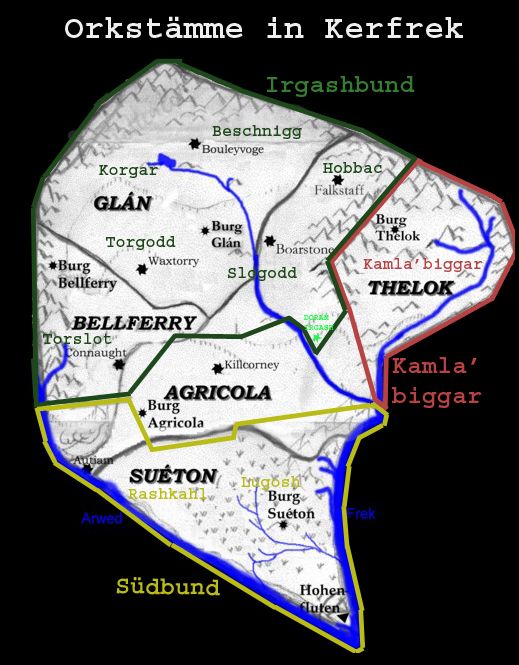 Orkstämme in Kerfrek
Irgashbund
Beschnigg
Bouleyvoge
Korgar
Hobbac
Falkstaff
GLÁN
Burg
Glán
Burg
Thelok
Torgodd
Boarstone
Waxtorry
Kamla'biggar
Burg
Bellferry
Slogodd
THELOK
BELLFERRY
DORAM
IRGASH
Torslot
Connaught
Killcorney
Kamla'
biggar
AGRICOLA
Burg
Agricola
Autiam
SUÉTON
Rashkahl
Lugosh
Burg
Suéton
Arwed
Frek
Südbund
Hohen-
fluten